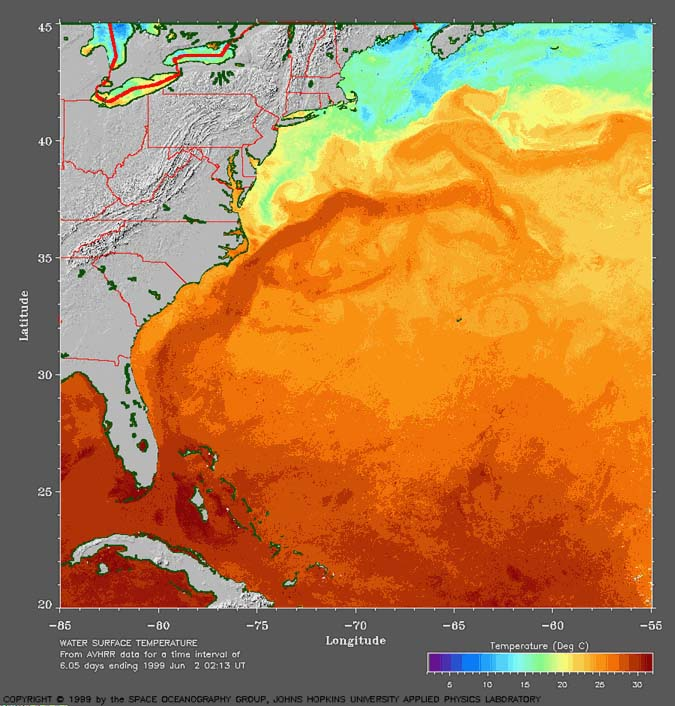 45
40
35
30
25
20
Latitude
−85
−80
−75
−70
−65
−60
−55
Longitude
WATER SURFACE TEMPERATURE
From AVHRR data for a time interval of
6.05 days ending 1999 Jun 2 02:13 UT
Temperature (Deg C)
5 10 15 20 25 30
COPYRIGHT © 1999 by the SPACE OCEANOGRAPHY GROUP, JOHNS HOPKINS UNIVERSITY APPLIED PHYSICS LABORATORY